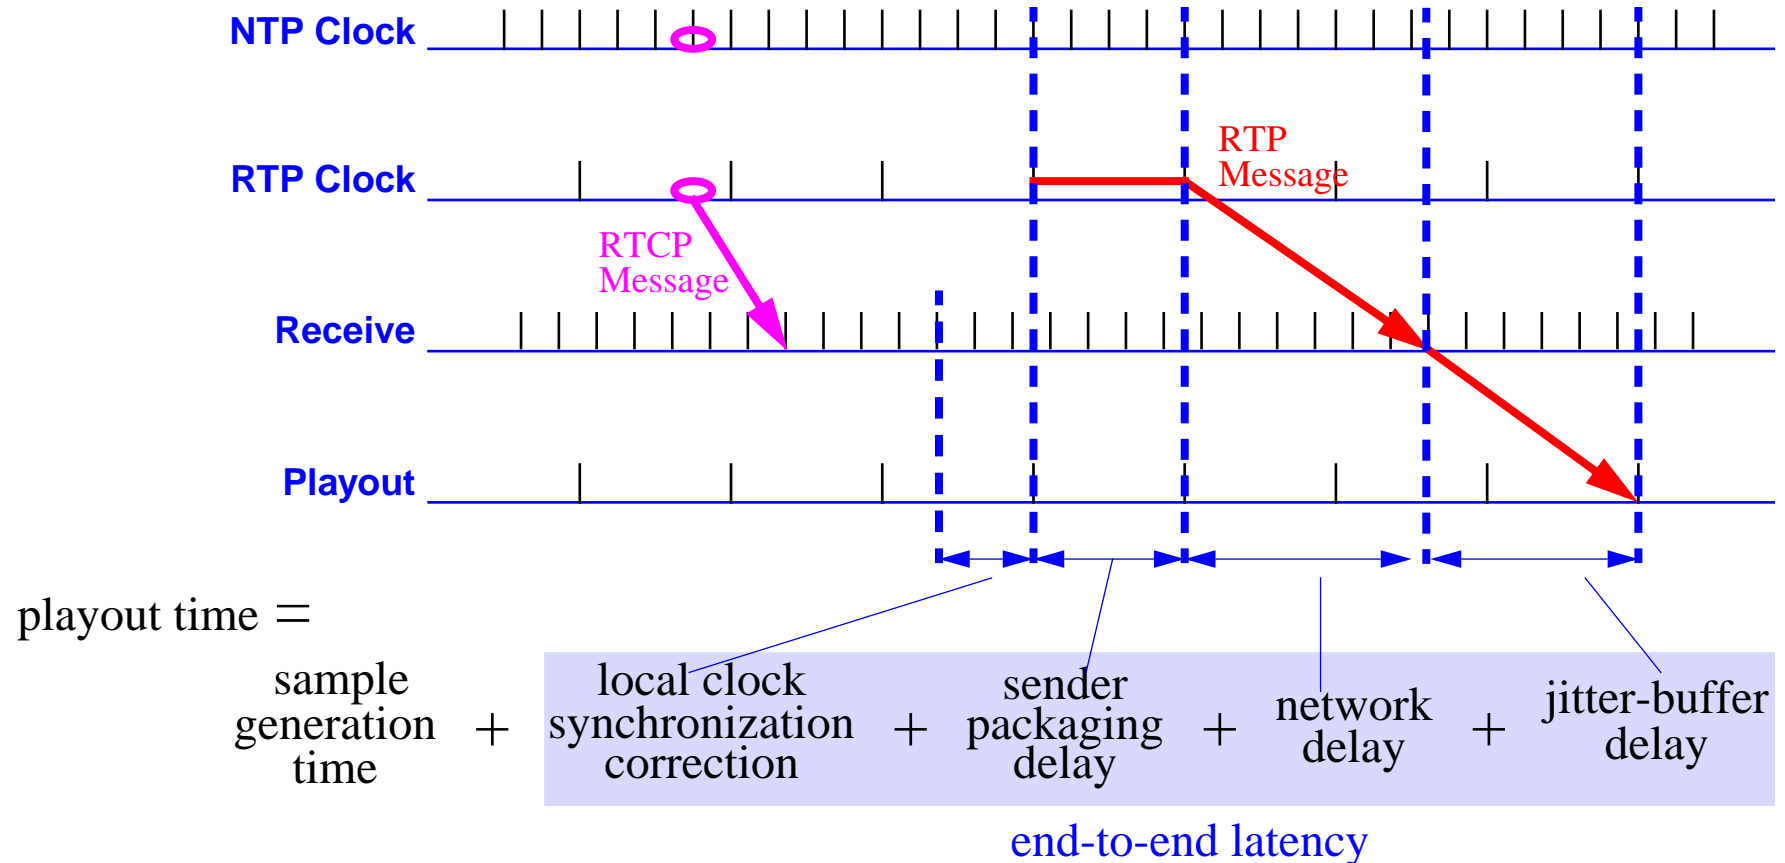 NTP Clock
RTP Clock
RTP
Message
RTCP
Message
Receive
Playout
playout time =
sample
generation
time
+
local clock
synchronization
correction
+
sender
packaging
delay
+
network
delay
+
jitter-buffer
delay
end-to-end latency